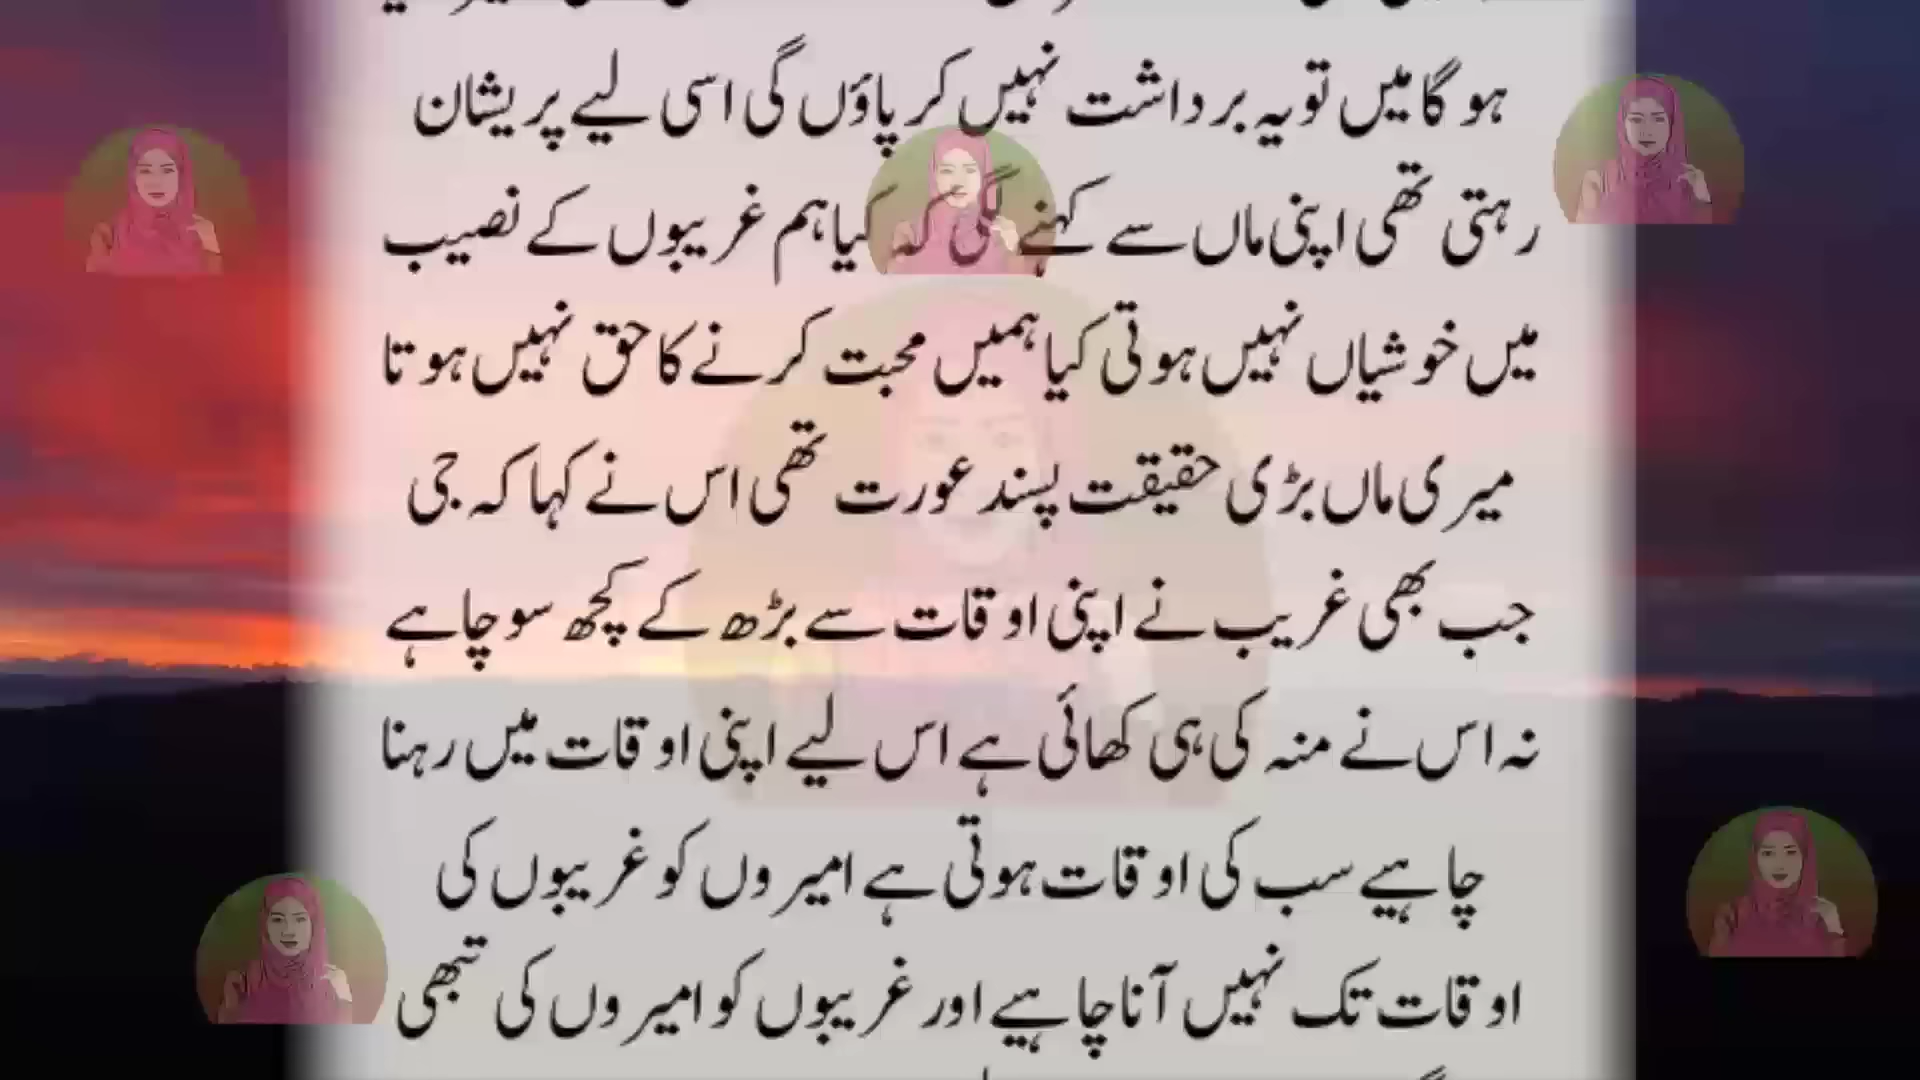 ہو گا میں تو یہ برداشت نہیں کر پاؤں گی اسی لیے پریشان
رہتی تھی اپنی ماں سے کہنے لگی کہ کیا ہم غریبوں کے نصیب
میں خوشیاں نہیں ہوتی کیا ہمیں محبت کرنے کا حق نہیں ہوتا
میری ماں بڑی حقیقت پسند عورت تھی اس نے کہا کہ جی
جب بھی غریب نے اپنی اوقات سے بڑھ کے کچھ سوچا ہے
نہ اس نے منہ کی ہی کھائی ہے اس لیے اپنی اوقات میں رہنا
چاہیے سب کی اوقات ہوتی ہے امیروں کو غریبوں کی
اوقات تک نہیں آنا چاہیے اور غریبوں کو امیروں کی تبھی